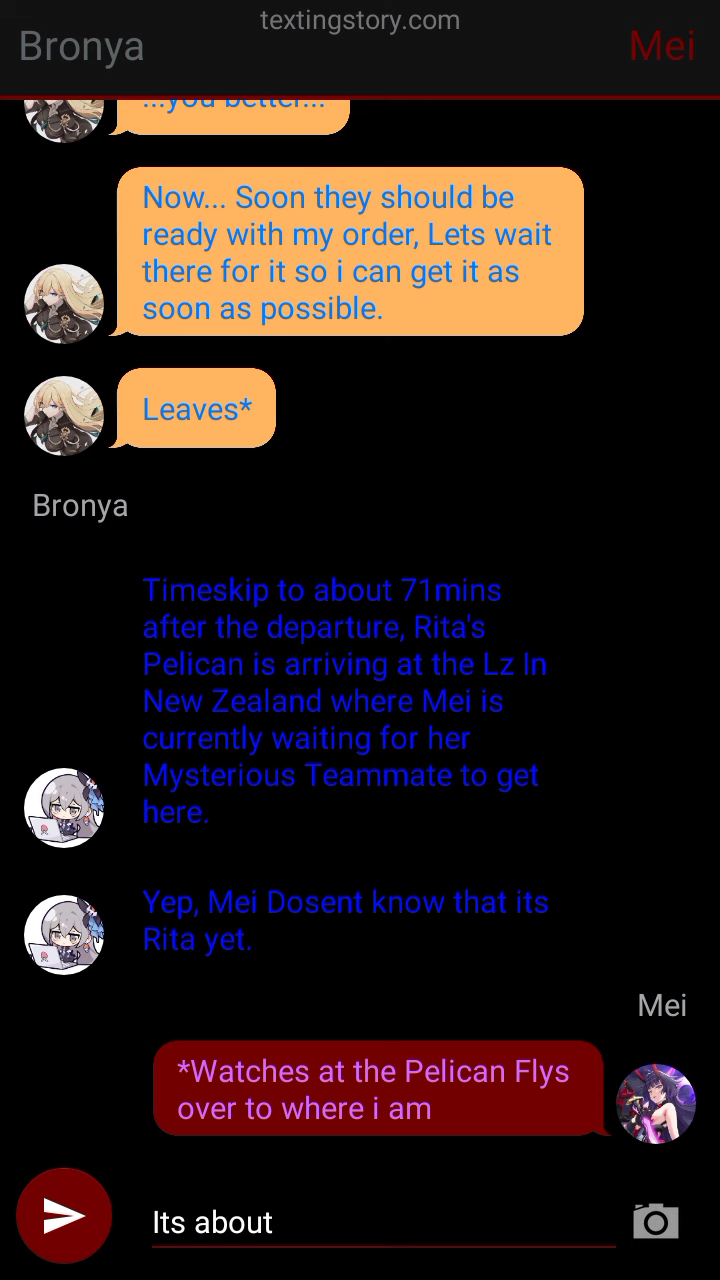 textingstory.com
Bronya
Mei
...you better...
Now... Soon they should be
ready with my order, Lets wait
there for it so i can get it as
soon as possible.
Leaves*
Bronya
Timeskip to about 71mins
after the departure, Rita's
Pelican is arriving at the Lz In
New Zealand where Mei is
currently waiting for her
Mysterious Teammate to get
here.
Yep, Mei Dosent know that its
Rita yet.
Mei
*Watches at the Pelican Flys
over to where i am
Its about